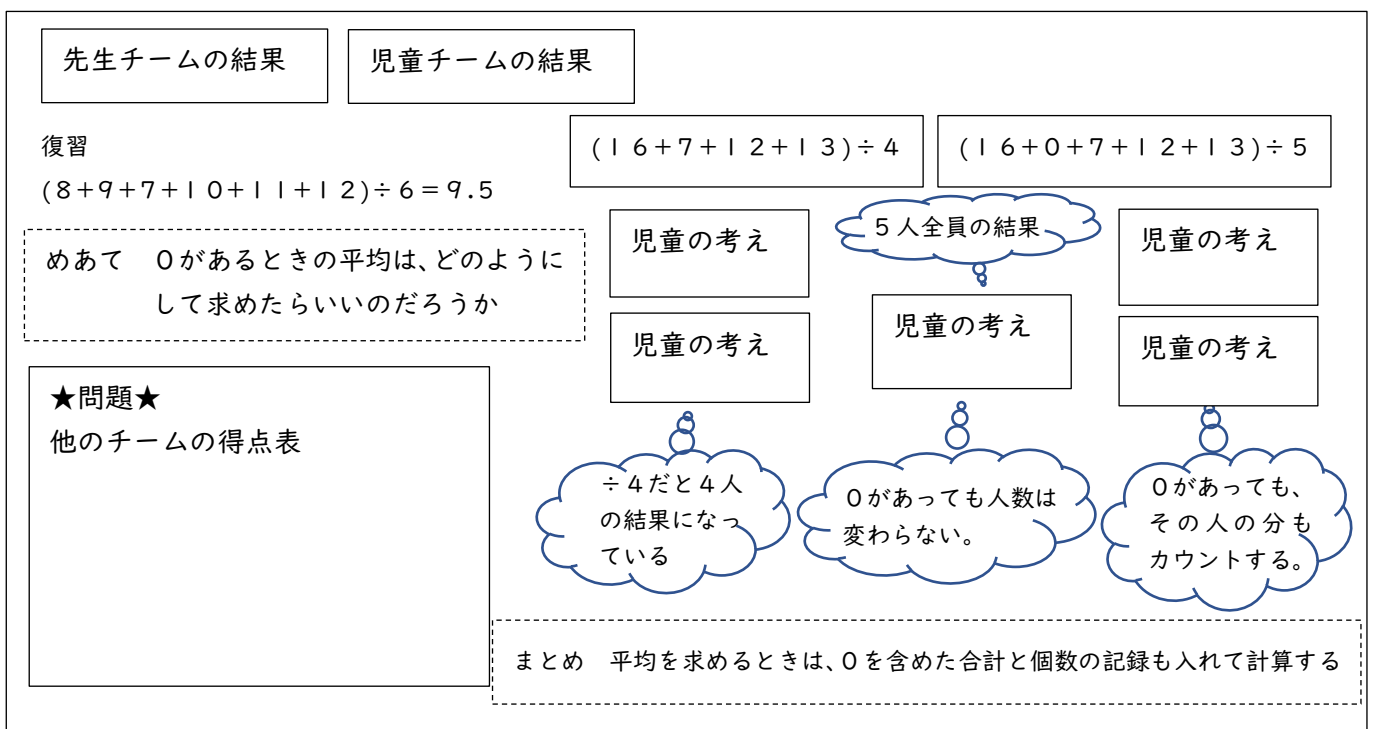 先生チームの結果
児童チームの結果
復習
(8+9+7+10+11+12)÷6=9.5
めあて　0があるときの平均は、どのように
して求めたらいいのだろうか
★問題★
他のチームの得点表
(16+7+12+13)÷4
(16+0+7+12+13)÷5
児童の考え
児童の考え
5人全員の結果
児童の考え
児童の考え
児童の考え
÷4だと4人
の結果になっ
ている
0があっても人数は
変わらない。
0があっても、
その人の分も
カウントする。
まとめ　平均を求めるときは、0を含めた合計と個数の記録も入れて計算する